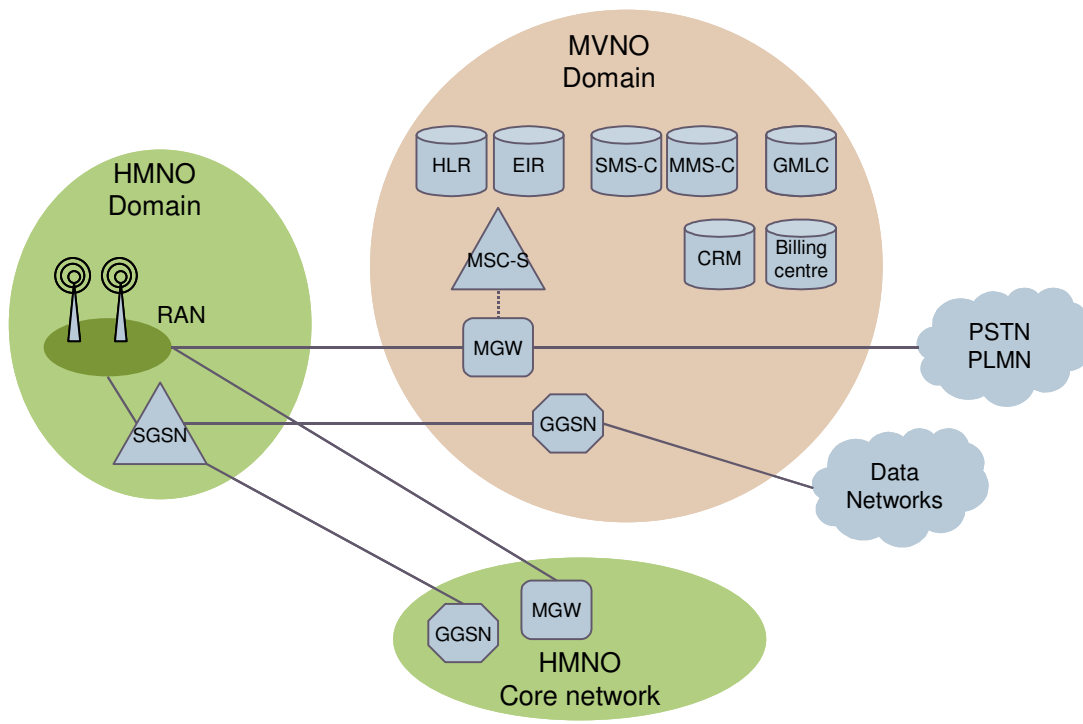 MVNO
Domain
HLR
EIR
SMS-C
MMS-C
GMLC
HMNO
Domain
MSC-S
CRM
Billing
centre
RAN
MGW
PSTN
PLMN
SGSN
GGSN
Data
Networks
MGW
GGSN
HMNO
Core network